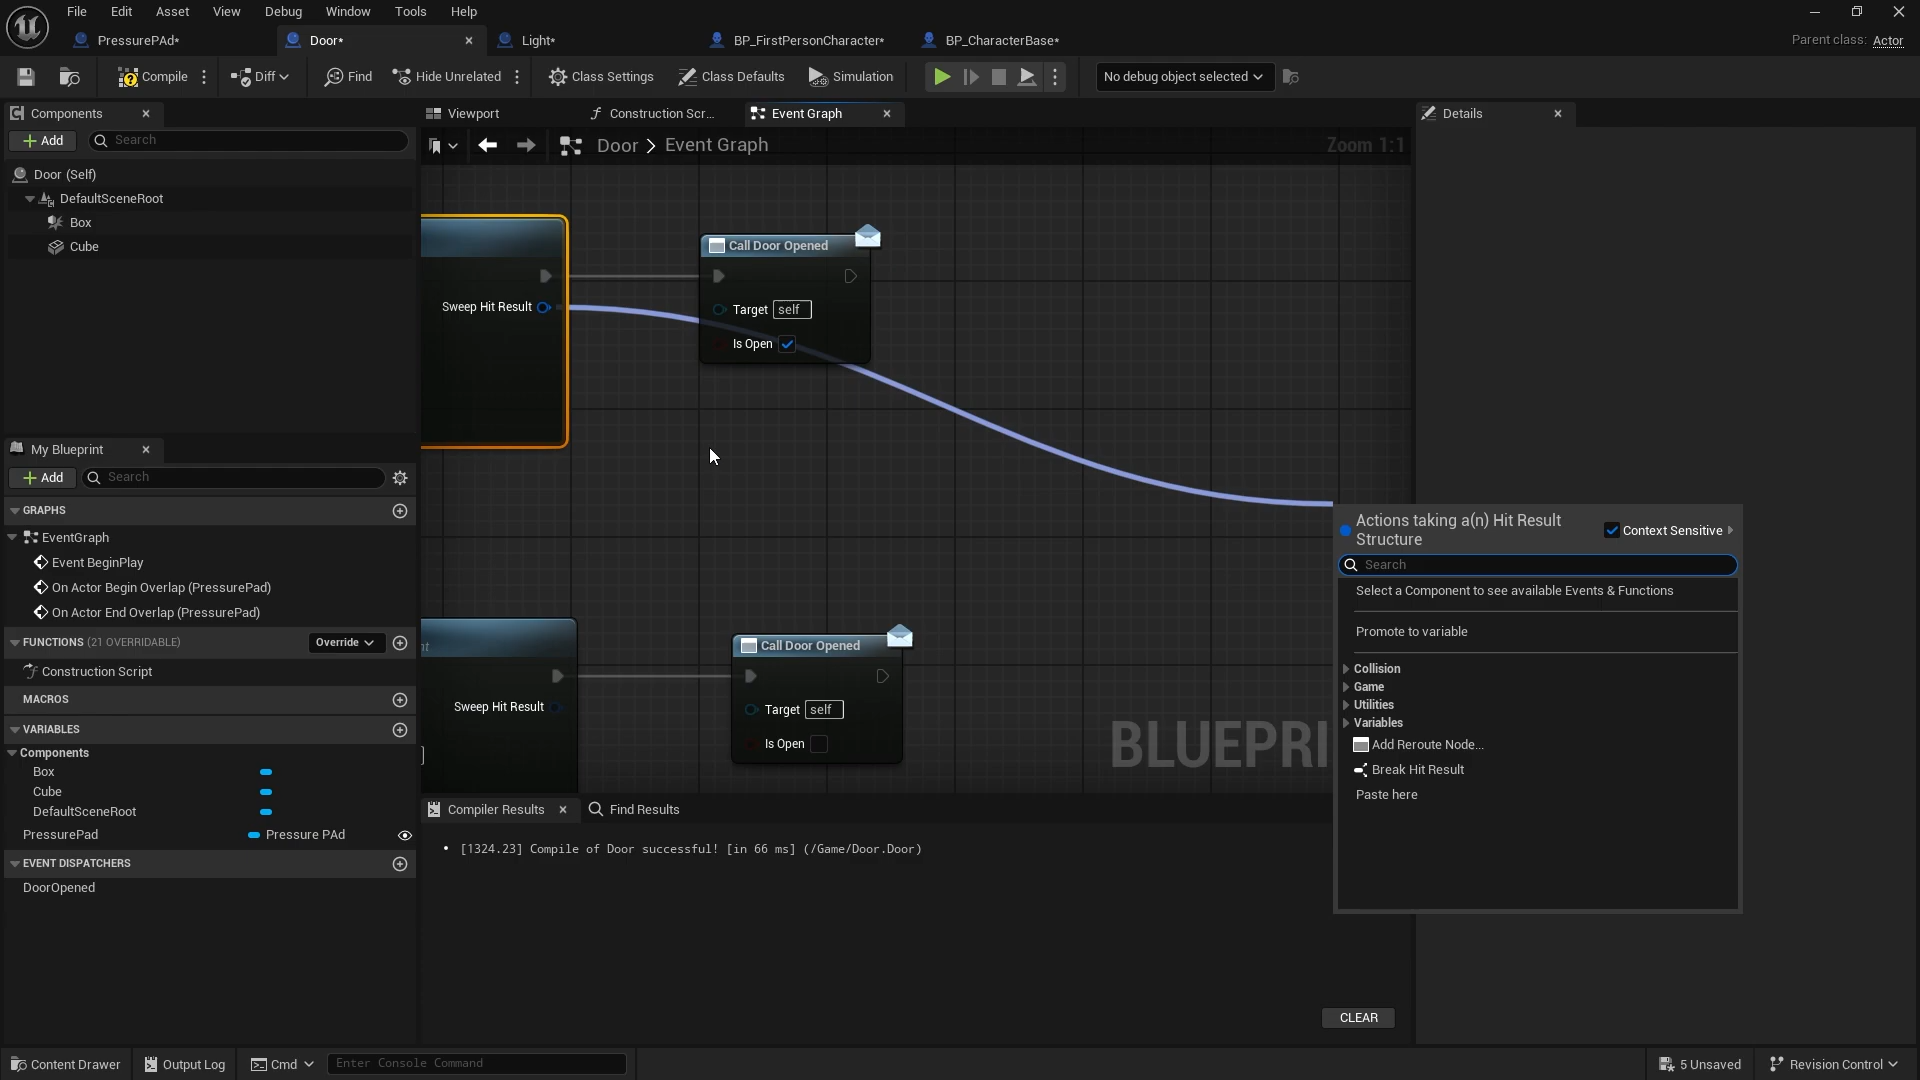 File Edit Asset View Debug Window Tools Help
PressurePAd* Door* Light* BP_FirstPersonCharacter* BP_CharacterBase* Parent class: Actor
Compile Diff Find Hide Unrelated Class Settings Class Defaults Simulation No debug object selected
Components Viewport Construction Scr... Event Graph Details
Add Search
Door > Event Graph Zoom 1:1
Door (Self)
DefaultSceneRoot
Box
Cube
Call Door Opened
Sweep Hit Result
Target self
Is Open
My Blueprint
Add Search
GRAPHS
EventGraph
Event BeginPlay
On Actor Begin Overlap (PressurePad)
On Actor End Overlap (PressurePad)
FUNCTIONS (21 OVERRIDABLE) Override
Construction Script
MACROS
VARIABLES
Components
Box
Cube
DefaultSceneRoot
PressurePad Pressure PAd
EVENT DISPATCHERS
DoorOpened
Call Door Opened
Sweep Hit Result
Target self
Is Open
BLUEPRI
Actions taking a(n) Hit Result
Structure
Context Sensitive
Search
Select a Component to see available Events & Functions
Promote to variable
Collision
Game
Utilities
Variables
Add Reroute Node...
Break Hit Result
Paste here
Compiler Results Find Results
[1324.23] Compile of Door successful! [in 66 ms] (/Game/Door.Door)
CLEAR
Content Drawer Output Log Cmd Enter Console Command 5 Unsaved Revision Control